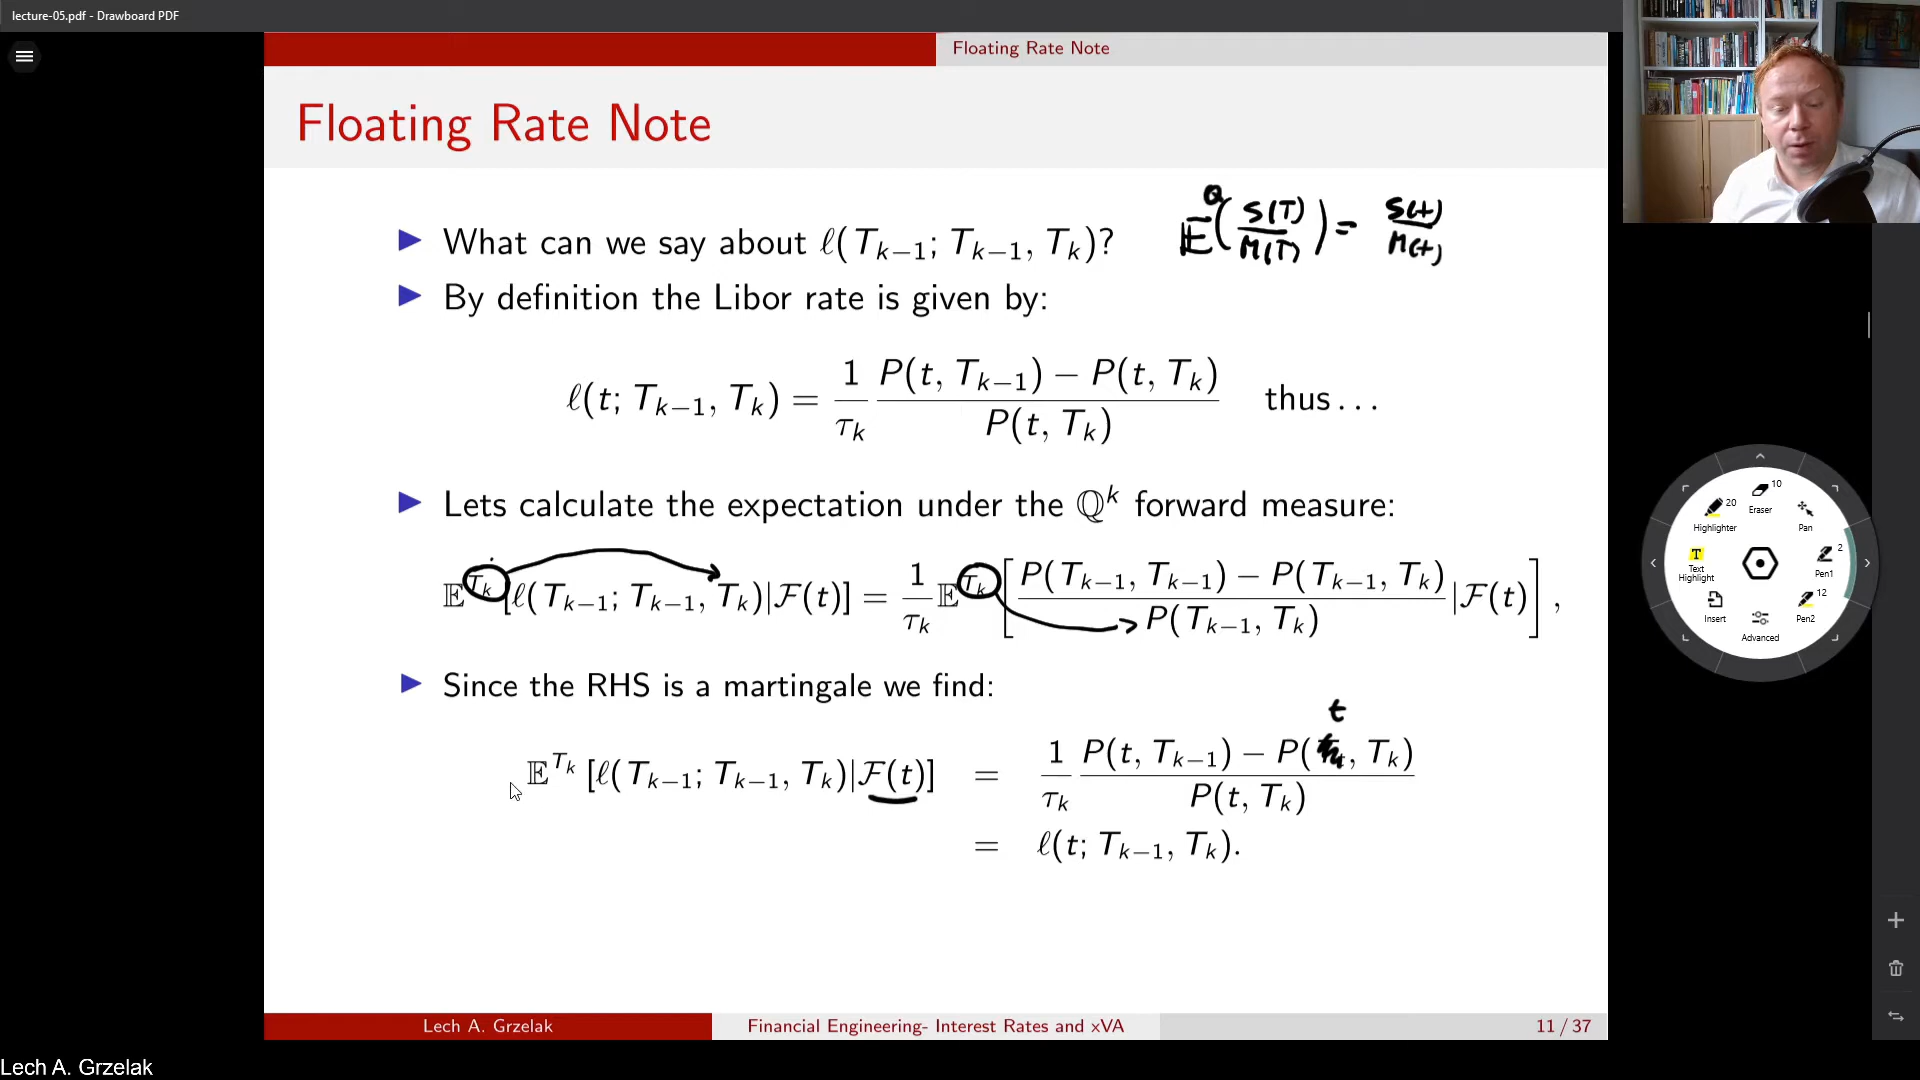 lecture-05.pdf - Drawboard PDF
Floating Rate Note
Floating Rate Note
What can we say about ℓ(T_{k−1}; T_{k−1}, T_k)?
𝔼^Q ( S(T) / M(T) ) = S(t) / M(t)
By definition the Libor rate is given by:
ℓ(t; T_{k−1}, T_k) = 1/τ_k (P(t, T_{k−1}) − P(t, T_k)) / P(t, T_k) thus...
Lets calculate the expectation under the ℚ^k forward measure:
𝔼^{T_k} [ℓ(T_{k−1}; T_{k−1}, T_k)|ℱ(t)] = 1/τ_k 𝔼^{T_k} [ (P(T_{k−1}, T_{k−1}) − P(T_{k−1}, T_k)) / P(T_{k−1}, T_k) |ℱ(t) ] ,
Since the RHS is a martingale we find:
t
𝔼^{T_k} [ℓ(T_{k−1}; T_{k−1}, T_k)|ℱ(t)] = 1/τ_k (P(t, T_{k−1}) − P( , T_k)) / P(t, T_k)
= ℓ(t; T_{k−1}, T_k).
10
Eraser
20
Highlighter
Pan
T
Text
Highlight
2
Pen1
Insert
12
Pen2
Advanced
Lech A. Grzelak
Financial Engineering- Interest Rates and xVA
11 / 37
Lech A. Grzelak